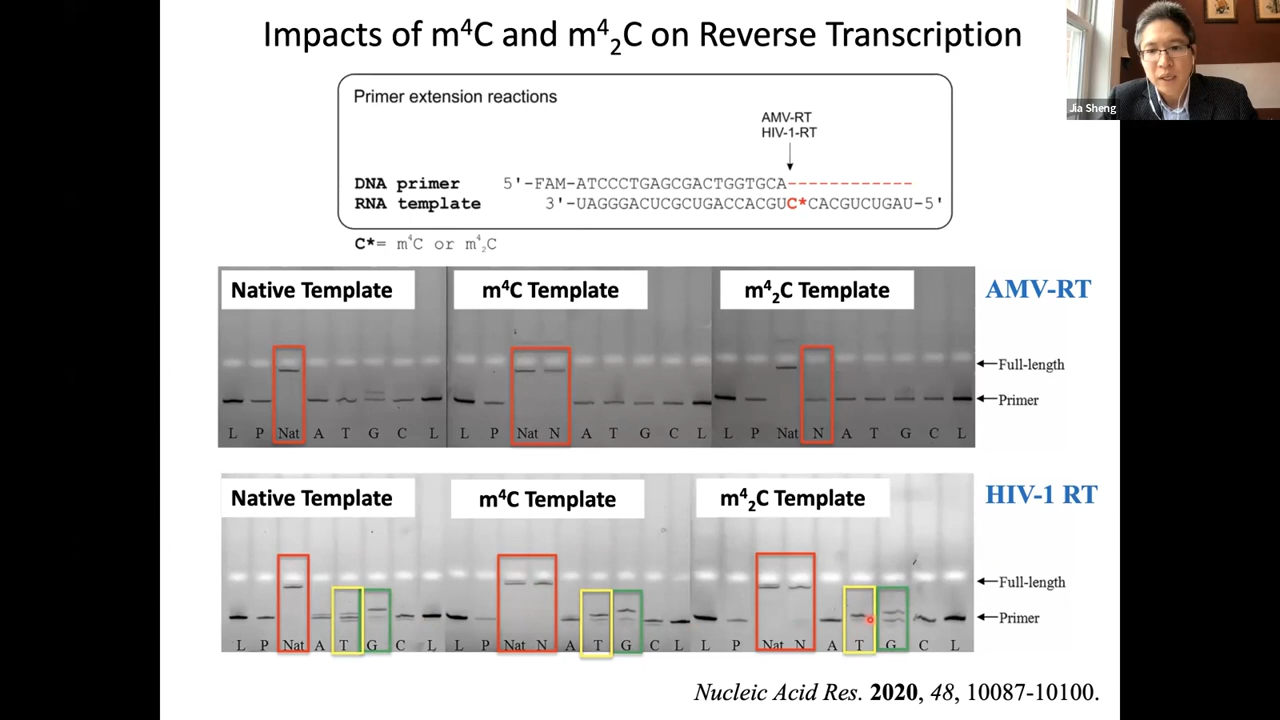 Impacts of m⁴C and m⁴₂C on Reverse Transcription
Jia Sheng
Primer extension reactions
AMV-RT
HIV-1-RT
DNA primer 5'-FAM-ATCCCTGAGCGACTGGTGCA------------
RNA template 3'-UAGGGACUCGCUGACCACGUC*CACGUCUGAU-5'
C*= m⁴C or m⁴₂C
Native Template m⁴C Template m⁴₂C Template AMV-RT
Full-length
Primer
L P Nat A T G C L L P Nat N A T G C L L P Nat N A T G C L
Native Template m⁴C Template m⁴₂C Template HIV-1 RT
Full-length
Primer
L P Nat A T G C L L P Nat N A T G C L L P Nat N A T G C L
Nucleic Acid Res. 2020, 48, 10087-10100.